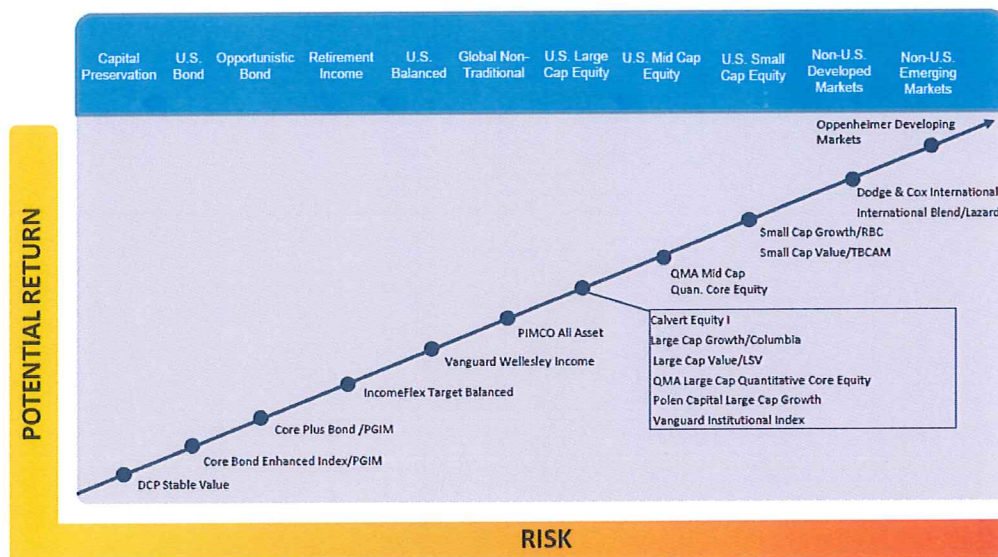 Capital Preservation
U.S. Bond
Opportunistic Bond
Retirement Income
U.S. Balanced
Global Non-Traditional
U.S. Large Cap Equity
U.S. Mid Cap Equity
U.S. Small Cap Equity
Non-U.S. Developed Markets
Non-U.S. Emerging Markets
POTENTIAL RETURN
Oppenheimer Developing
Markets
Dodge & Cox International
International Blend/Lazard
Small Cap Growth/RBC
Small Cap Value/TBCAM
QMA Mid Cap
Quan. Core Equity
Calvert Equity I
Large Cap Growth/Columbia
Large Cap Value/LSV
QMA Large Cap Quantitative Core Equity
Polen Capital Large Cap Growth
Vanguard Institutional Index
PIMCO All Asset
Vanguard Wellesley Income
IncomeFlex Target Balanced
Core Plus Bond /PGIM
Core Bond Enhanced Index/PGIM
DCP Stable Value
RISK